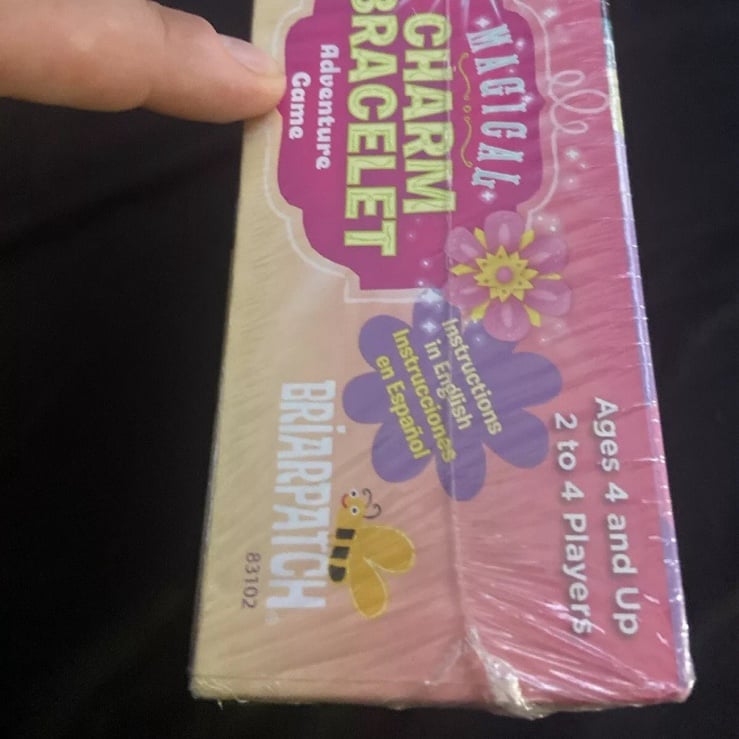 MAGICAL
CHARM
BRACELET
Adventure
Game
Instructions
in English
Instrucciones
en Español
Ages 4 and Up
2 to 4 Players
BRIARPATCH®
83102